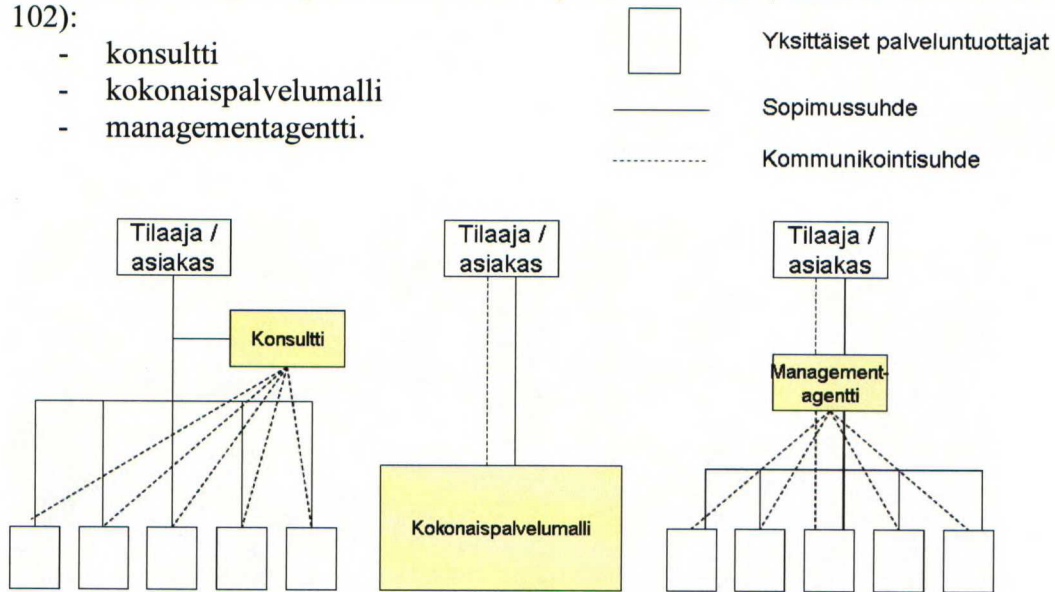 102):
- konsultti
- kokonaispalvelumalli
- managementagentti.
Yksittäiset palveluntuottajat
Sopimussuhde
Kommunikointisuhde
Tilaaja /
asiakas
Konsultti
Tilaaja /
asiakas
Kokonaispalvelumalli
Tilaaja /
asiakas
Management-
agentti